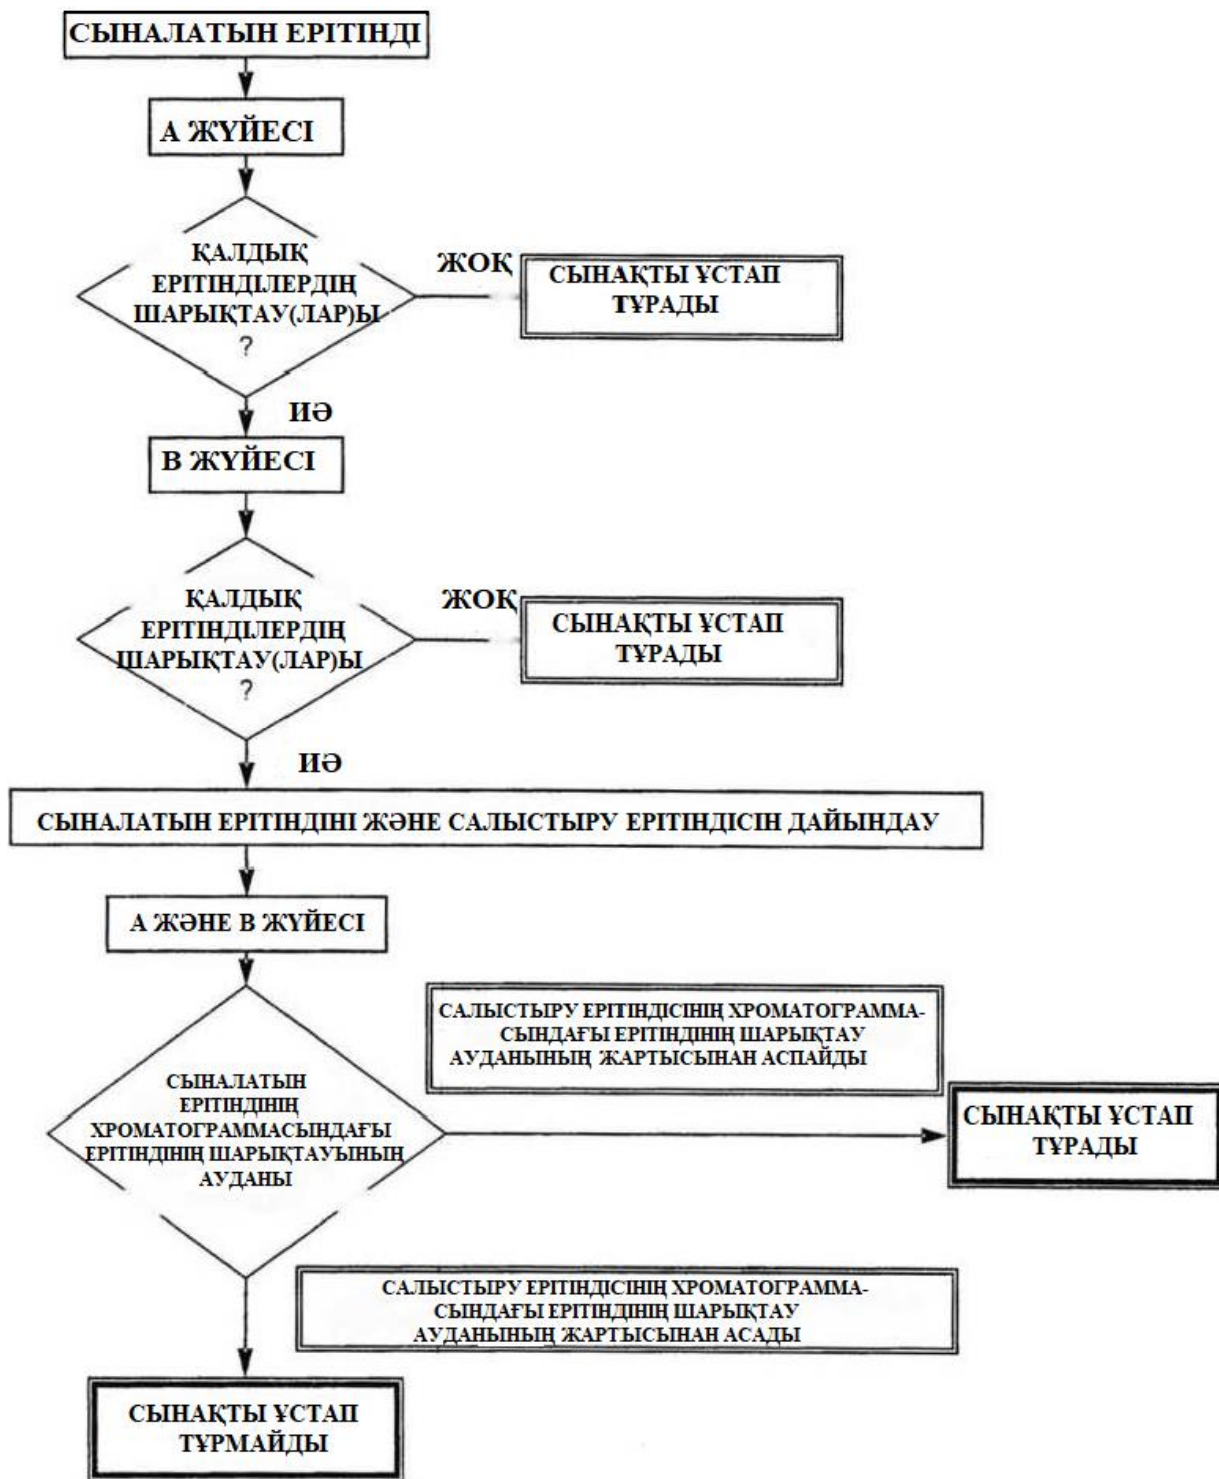 СЫНАЛАТЫН ЕРІТІНДІ
А ЖҮЙЕСІ
ҚАЛДЫҚ
ЕРІТІНДІЛЕРДІҢ
ШАРЫҚТАУ(ЛАР)Ы
?
ЖОҚ
СЫНАҚТЫ ҰСТАП
ТҰРАДЫ
ИӘ
В ЖҮЙЕСІ
ҚАЛДЫҚ
ЕРІТІНДІЛЕРДІҢ
ШАРЫҚТАУ(ЛАР)Ы
?
ЖОҚ
СЫНАҚТЫ ҰСТАП
ТҰРАДЫ
ИӘ
СЫНАЛАТЫН ЕРІТІНДІНІ ЖӘНЕ САЛЫСТЫРУ ЕРІТІНДІСІН ДАЙЫНДАУ
А ЖӘНЕ В ЖҮЙЕСІ
САЛЫСТЫРУ ЕРІТІНДІСІНІҢ ХРОМАТОГРАММА-
СЫНДАҒЫ ЕРІТІНДІНІҢ ШАРЫҚТАУ
АУДАНЫНЫҢ ЖАРТЫСЫНАН АСПАЙДЫ
СЫНАЛАТЫН
ЕРІТІНДІНІҢ
ХРОМАТОГРАММАСЫНДАҒЫ
ЕРІТІНДІНІҢ ШАРЫҚТАУЫНЫҢ
АУДАНЫ
СЫНАҚТЫ ҰСТАП
ТҰРАДЫ
САЛЫСТЫРУ ЕРІТІНДІСІНІҢ ХРОМАТОГРАММА-
СЫНДАҒЫ ЕРІТІНДІНІҢ ШАРЫҚТАУ
АУДАНЫНЫҢ ЖАРТЫСЫНАН АСАДЫ
СЫНАҚТЫ ҰСТАП
ТҰРМАЙДЫ